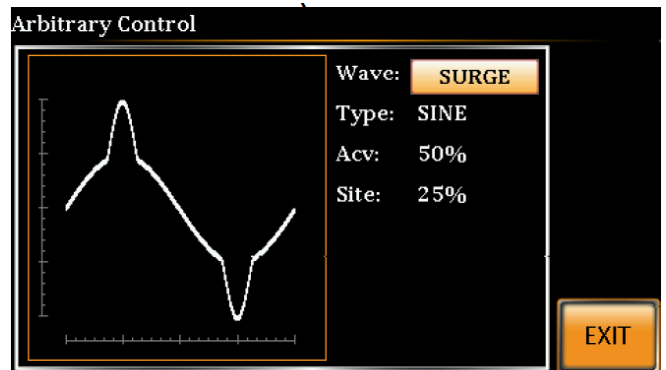 Arbitrary Control
Wave: SURGE
Type: SINE
Acv: 50%
Site: 25%
EXIT